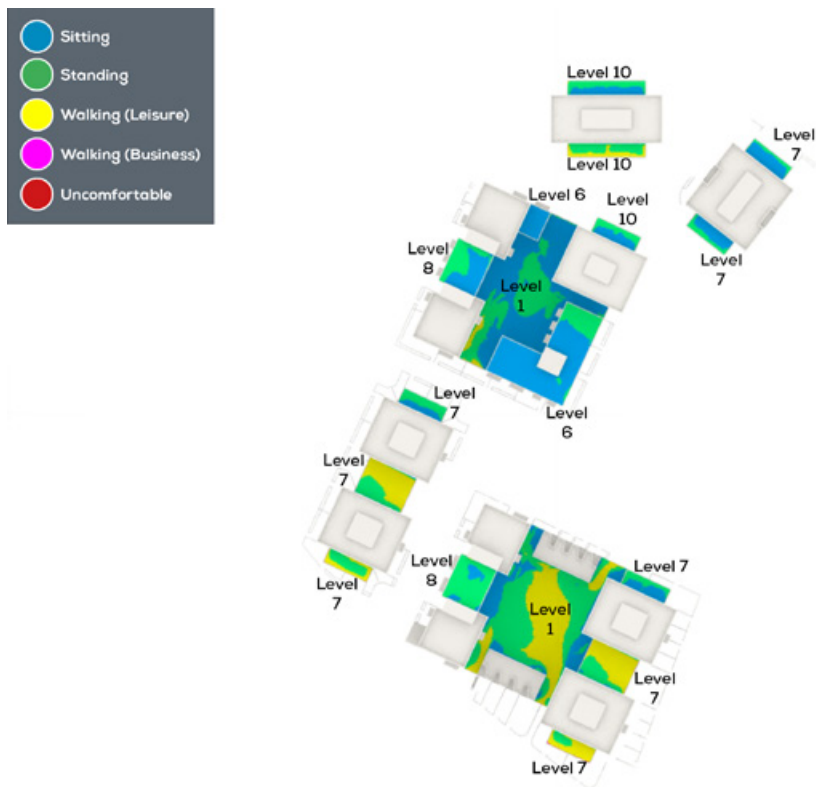 Sitting
Standing
Walking (Leisure)
Walking (Business)
Uncomfortable
Level 10
Level 10
Level
7
Level
7
Level 6
Level
10
Level
8
Level
1
Level
6
Level
7
Level
7
Level
7
Level
8
Level 7
Level
1
Level
7
Level 7